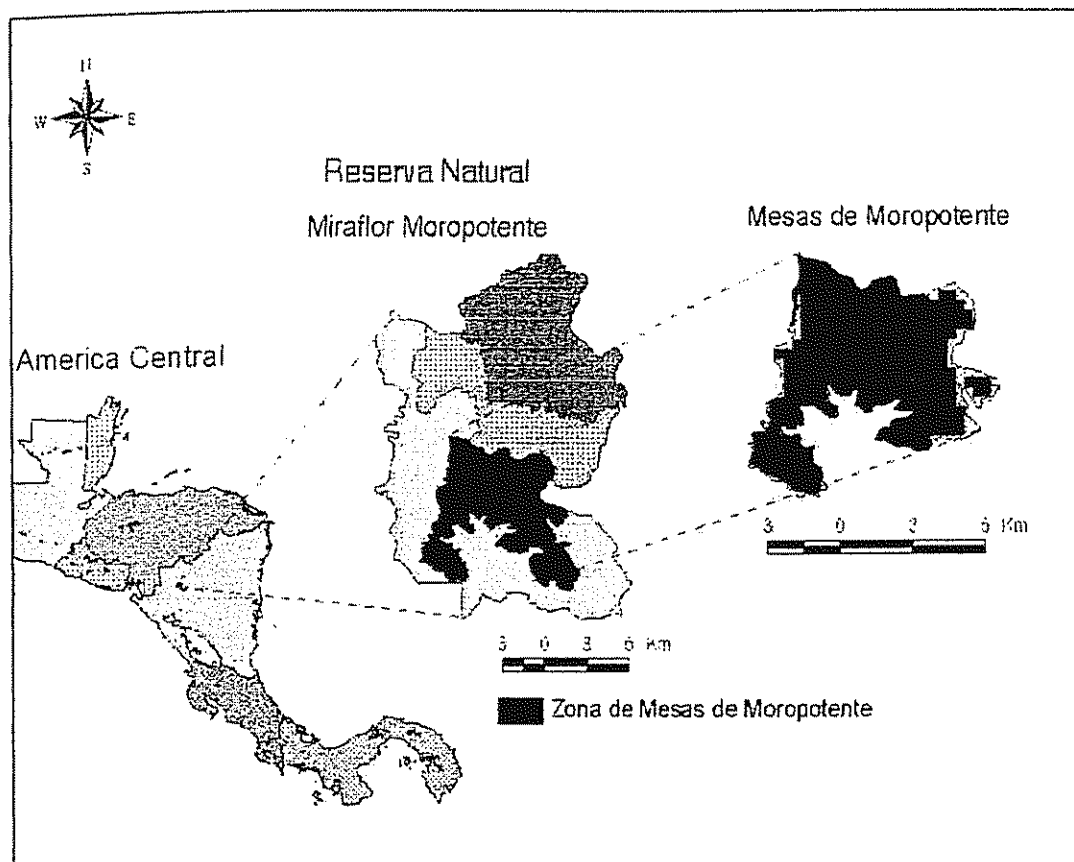 N
W E
S
Reserva Natural
Miraflor Moropotente
Mesas de Moropotente
America Central
3 0 3 6 Km
3 0 3 6 Km
Zona de Mesas de Moropotente